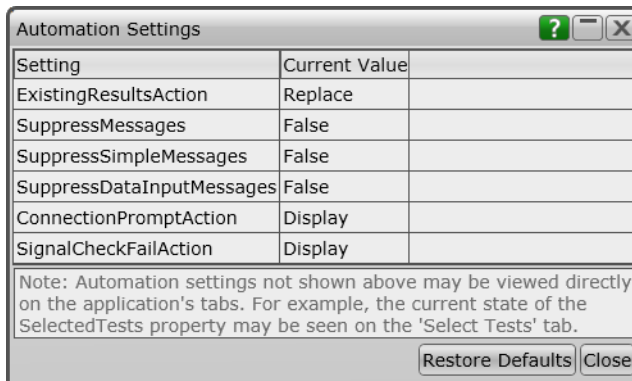 Automation Settings ? X
Setting Current Value
ExistingResultsAction Replace
SuppressMessages False
SuppressSimpleMessages False
SuppressDataInputMessages False
ConnectionPromptAction Display
SignalCheckFailAction Display
Note: Automation settings not shown above may be viewed directly
on the application's tabs. For example, the current state of the
SelectedTests property may be seen on the 'Select Tests' tab.
Restore Defaults Close